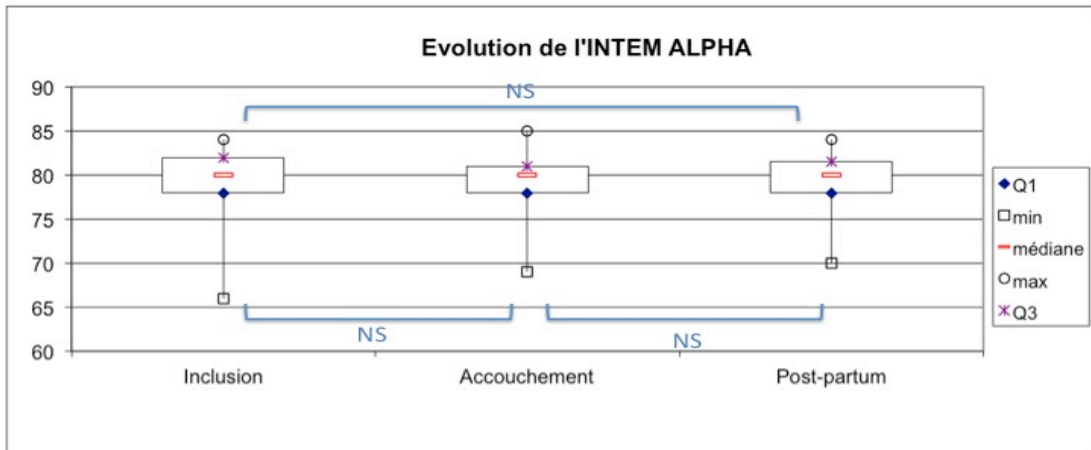 Evolution de l'INTEM ALPHA
90
85
80
75
70
65
60
NS
NS
NS
Inclusion
Accouchement
Post-partum
Q1
min
médiane
max
Q3